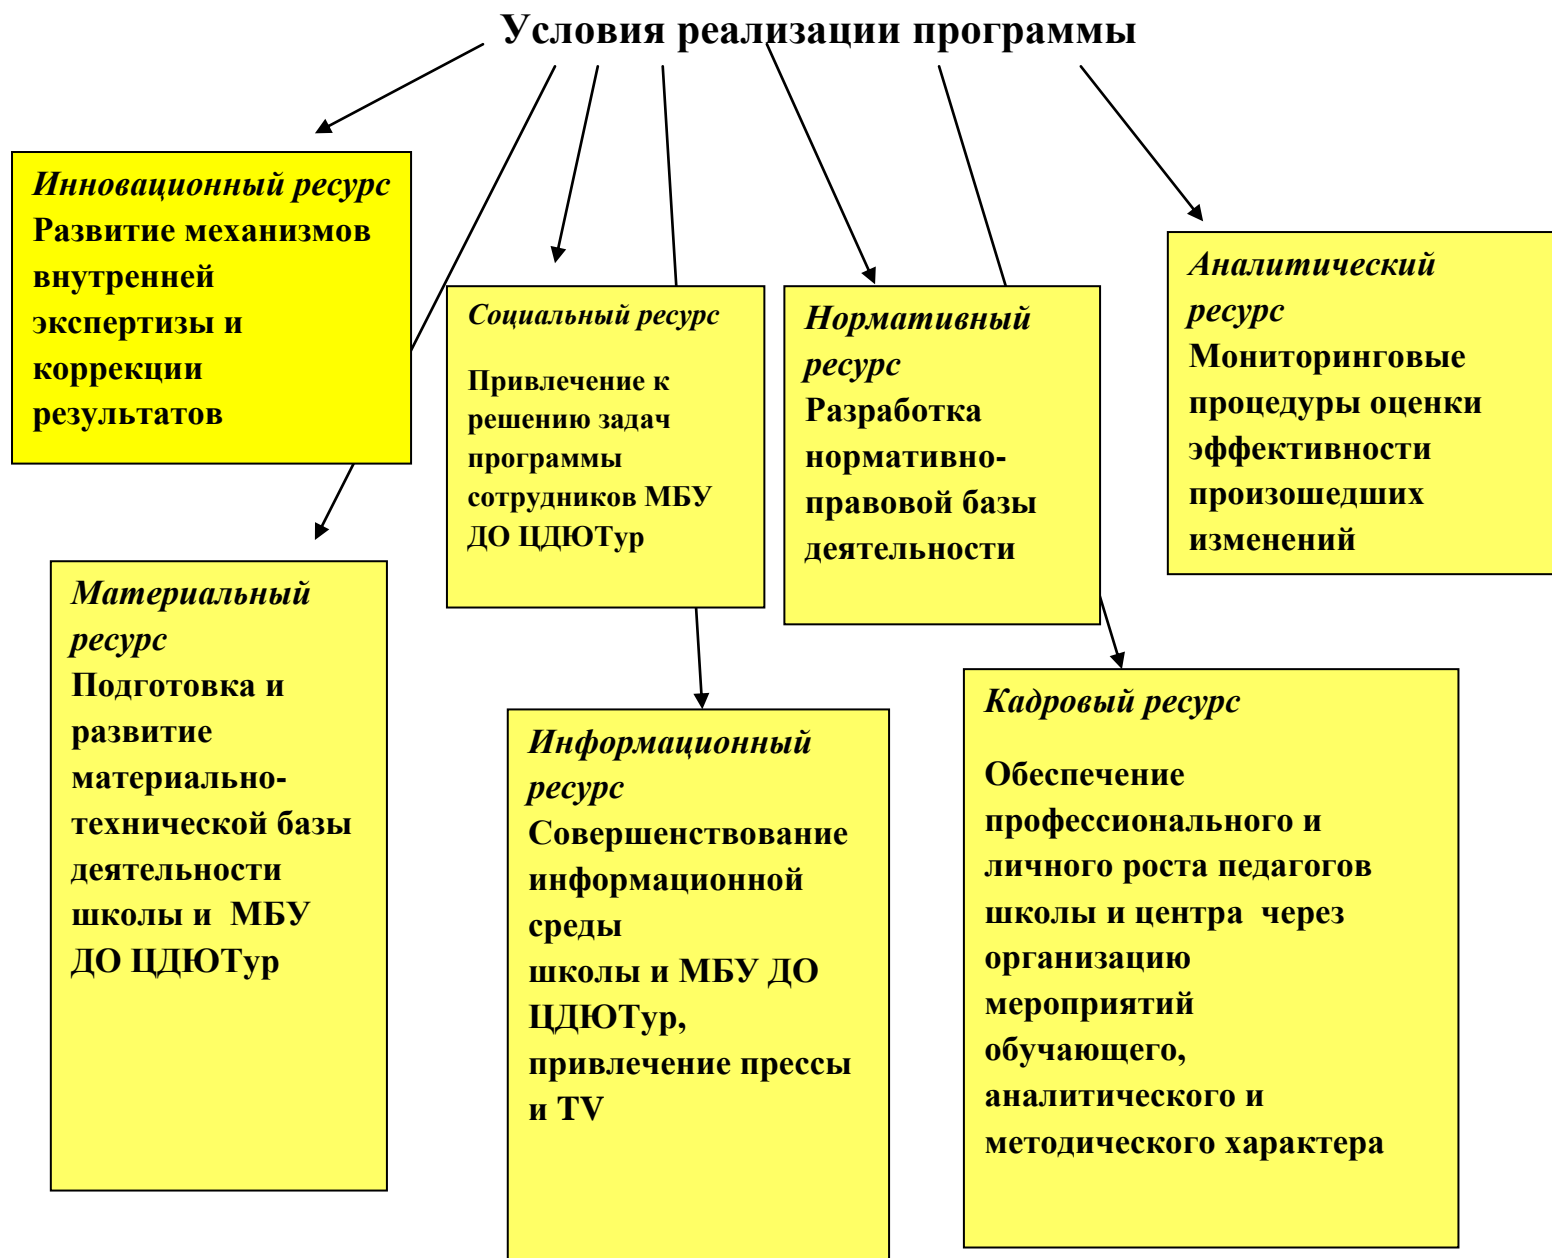 Условия реализации программы
Инновационный ресурс
Развитие механизмов
внутренней
экспертизы и
коррекции
результатов
Социальный ресурс
Привлечение к
решению задач
программы
сотрудников МБУ
ДО ЦДЮТур
Нормативный
ресурс
Разработка
нормативно-
правовой базы
деятельности
Аналитический
ресурс
Мониторинговые
процедуры оценки
эффективности
произошедших
изменений
Материальный
ресурс
Подготовка и
развитие
материально-
технической базы
деятельности
школы и МБУ
ДО ЦДЮТур
Информационный
ресурс
Совершенствование
информационной
среды
школы и МБУ ДО
ЦДЮТур,
привлечение прессы
и TV
Кадровый ресурс
Обеспечение
профессионального и
личного роста педагогов
школы и центра через
организацию
мероприятий
обучающего,
аналитического и
методического характера